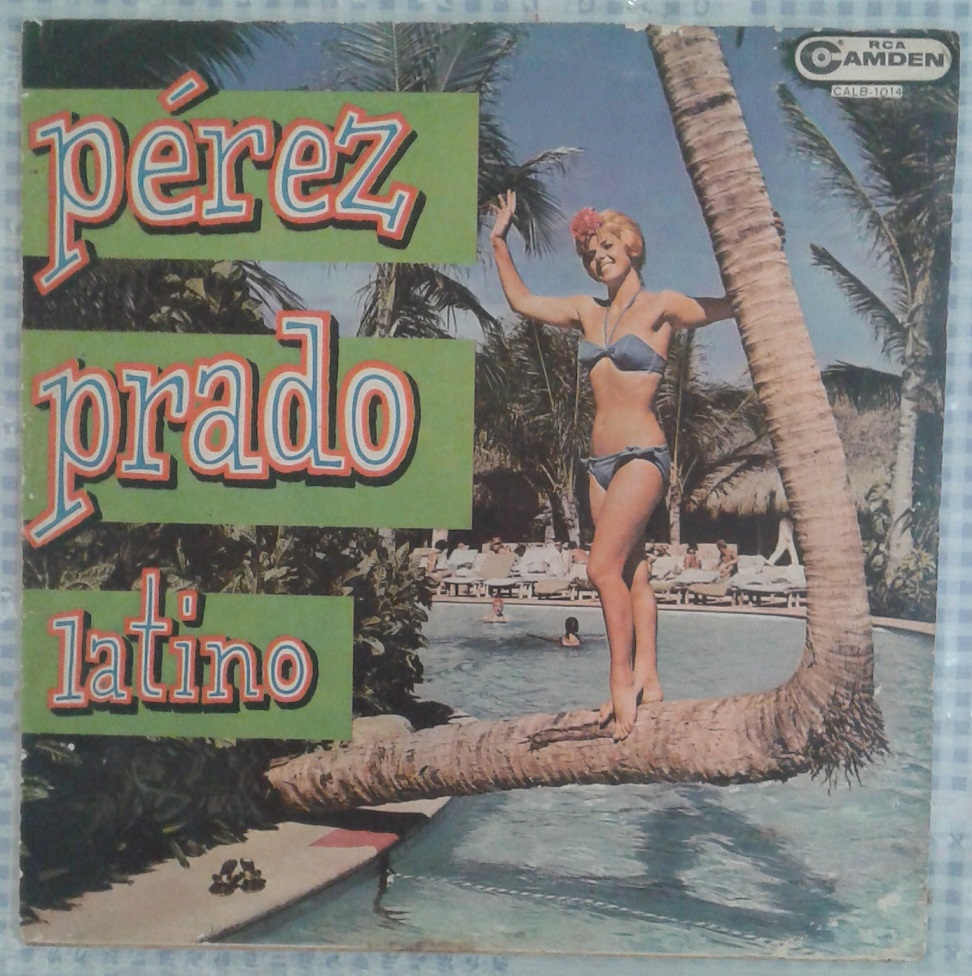 pérez
prado
latino
RCA
CAMDEN
CALB-1014